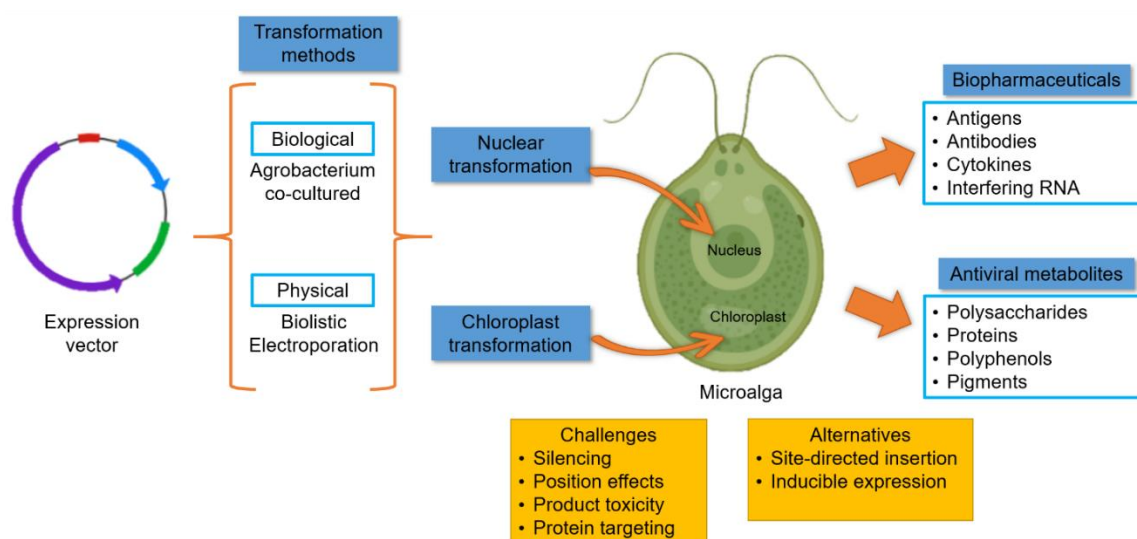 Transformation
methods
Biological
Agrobacterium
co-cultured
Physical
Biolistic
Electroporation
Expression
vector
Nuclear
transformation
Chloroplast
transformation
Nucleus
Chloroplast
Microalga
Biopharmaceuticals
• Antigens
• Antibodies
• Cytokines
• Interfering RNA
Antiviral metabolites
• Polysaccharides
• Proteins
• Polyphenols
• Pigments
Challenges
• Silencing
• Position effects
• Product toxicity
• Protein targeting
Alternatives
• Site-directed insertion
• Inducible expression